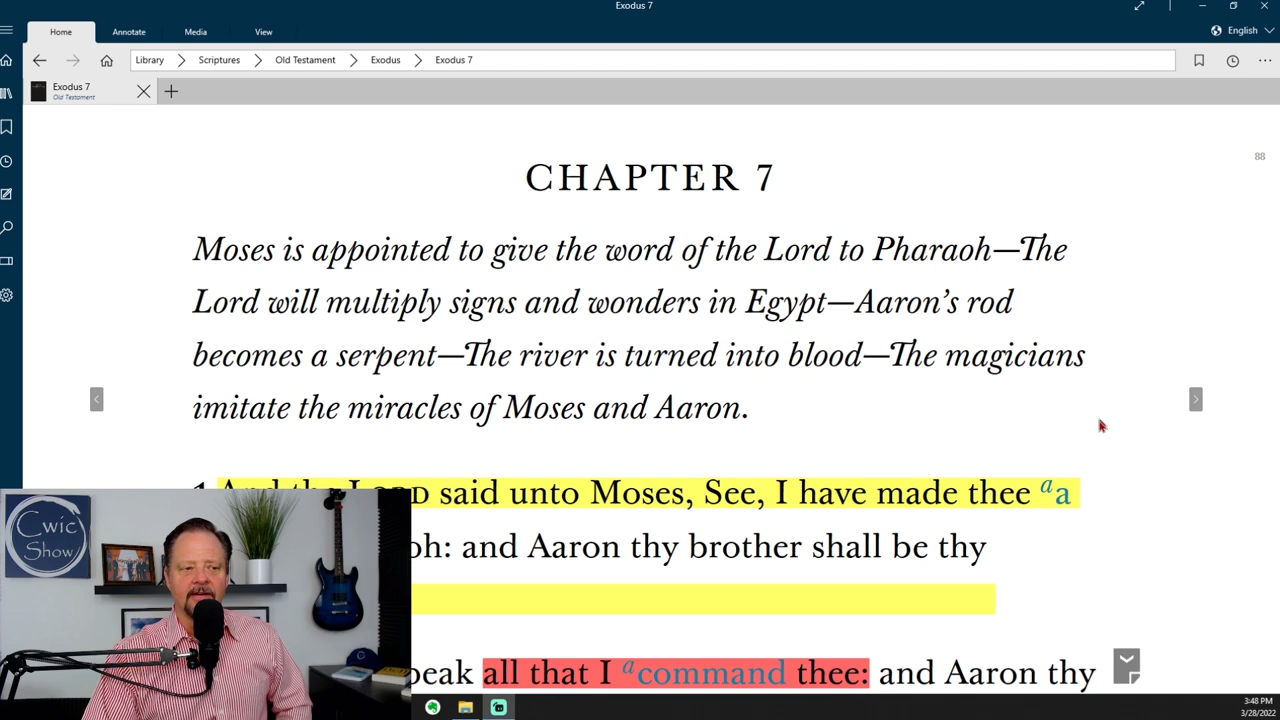 Exodus 7
Home Annotate Media View
English
Library Scriptures Old Testament Exodus Exodus 7
Exodus 7
Old Testament
88
CHAPTER 7
Moses is appointed to give the word of the Lord to Pharaoh—The
Lord will multiply signs and wonders in Egypt—Aaron's rod
becomes a serpent—The river is turned into blood—The magicians
imitate the miracles of Moses and Aaron.
said unto Moses, See, I have made thee a a
oh: and Aaron thy brother shall be thy
peak all that I a command thee: and Aaron thy
Cwic
Show
3:48 PM
3/28/2022